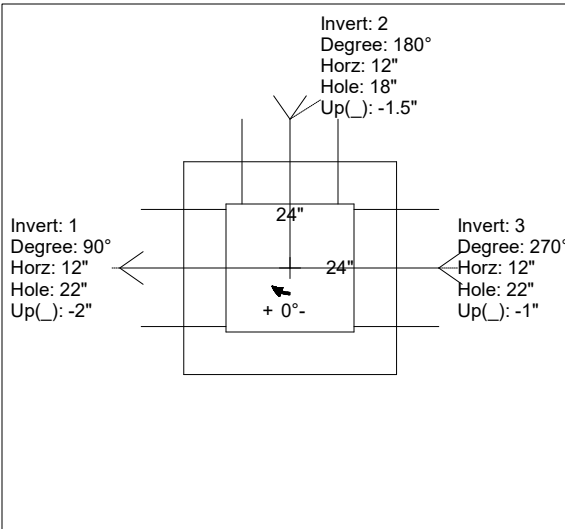 Invert: 2
Degree: 180°
Horz: 12"
Hole: 18"
Up(_): -1.5"
24"
Invert: 1
Degree: 90°
Horz: 12"
Hole: 22"
Up(_): -2"
24"
+ 0°-
Invert: 3
Degree: 270°
Horz: 12"
Hole: 22"
Up(_): -1"